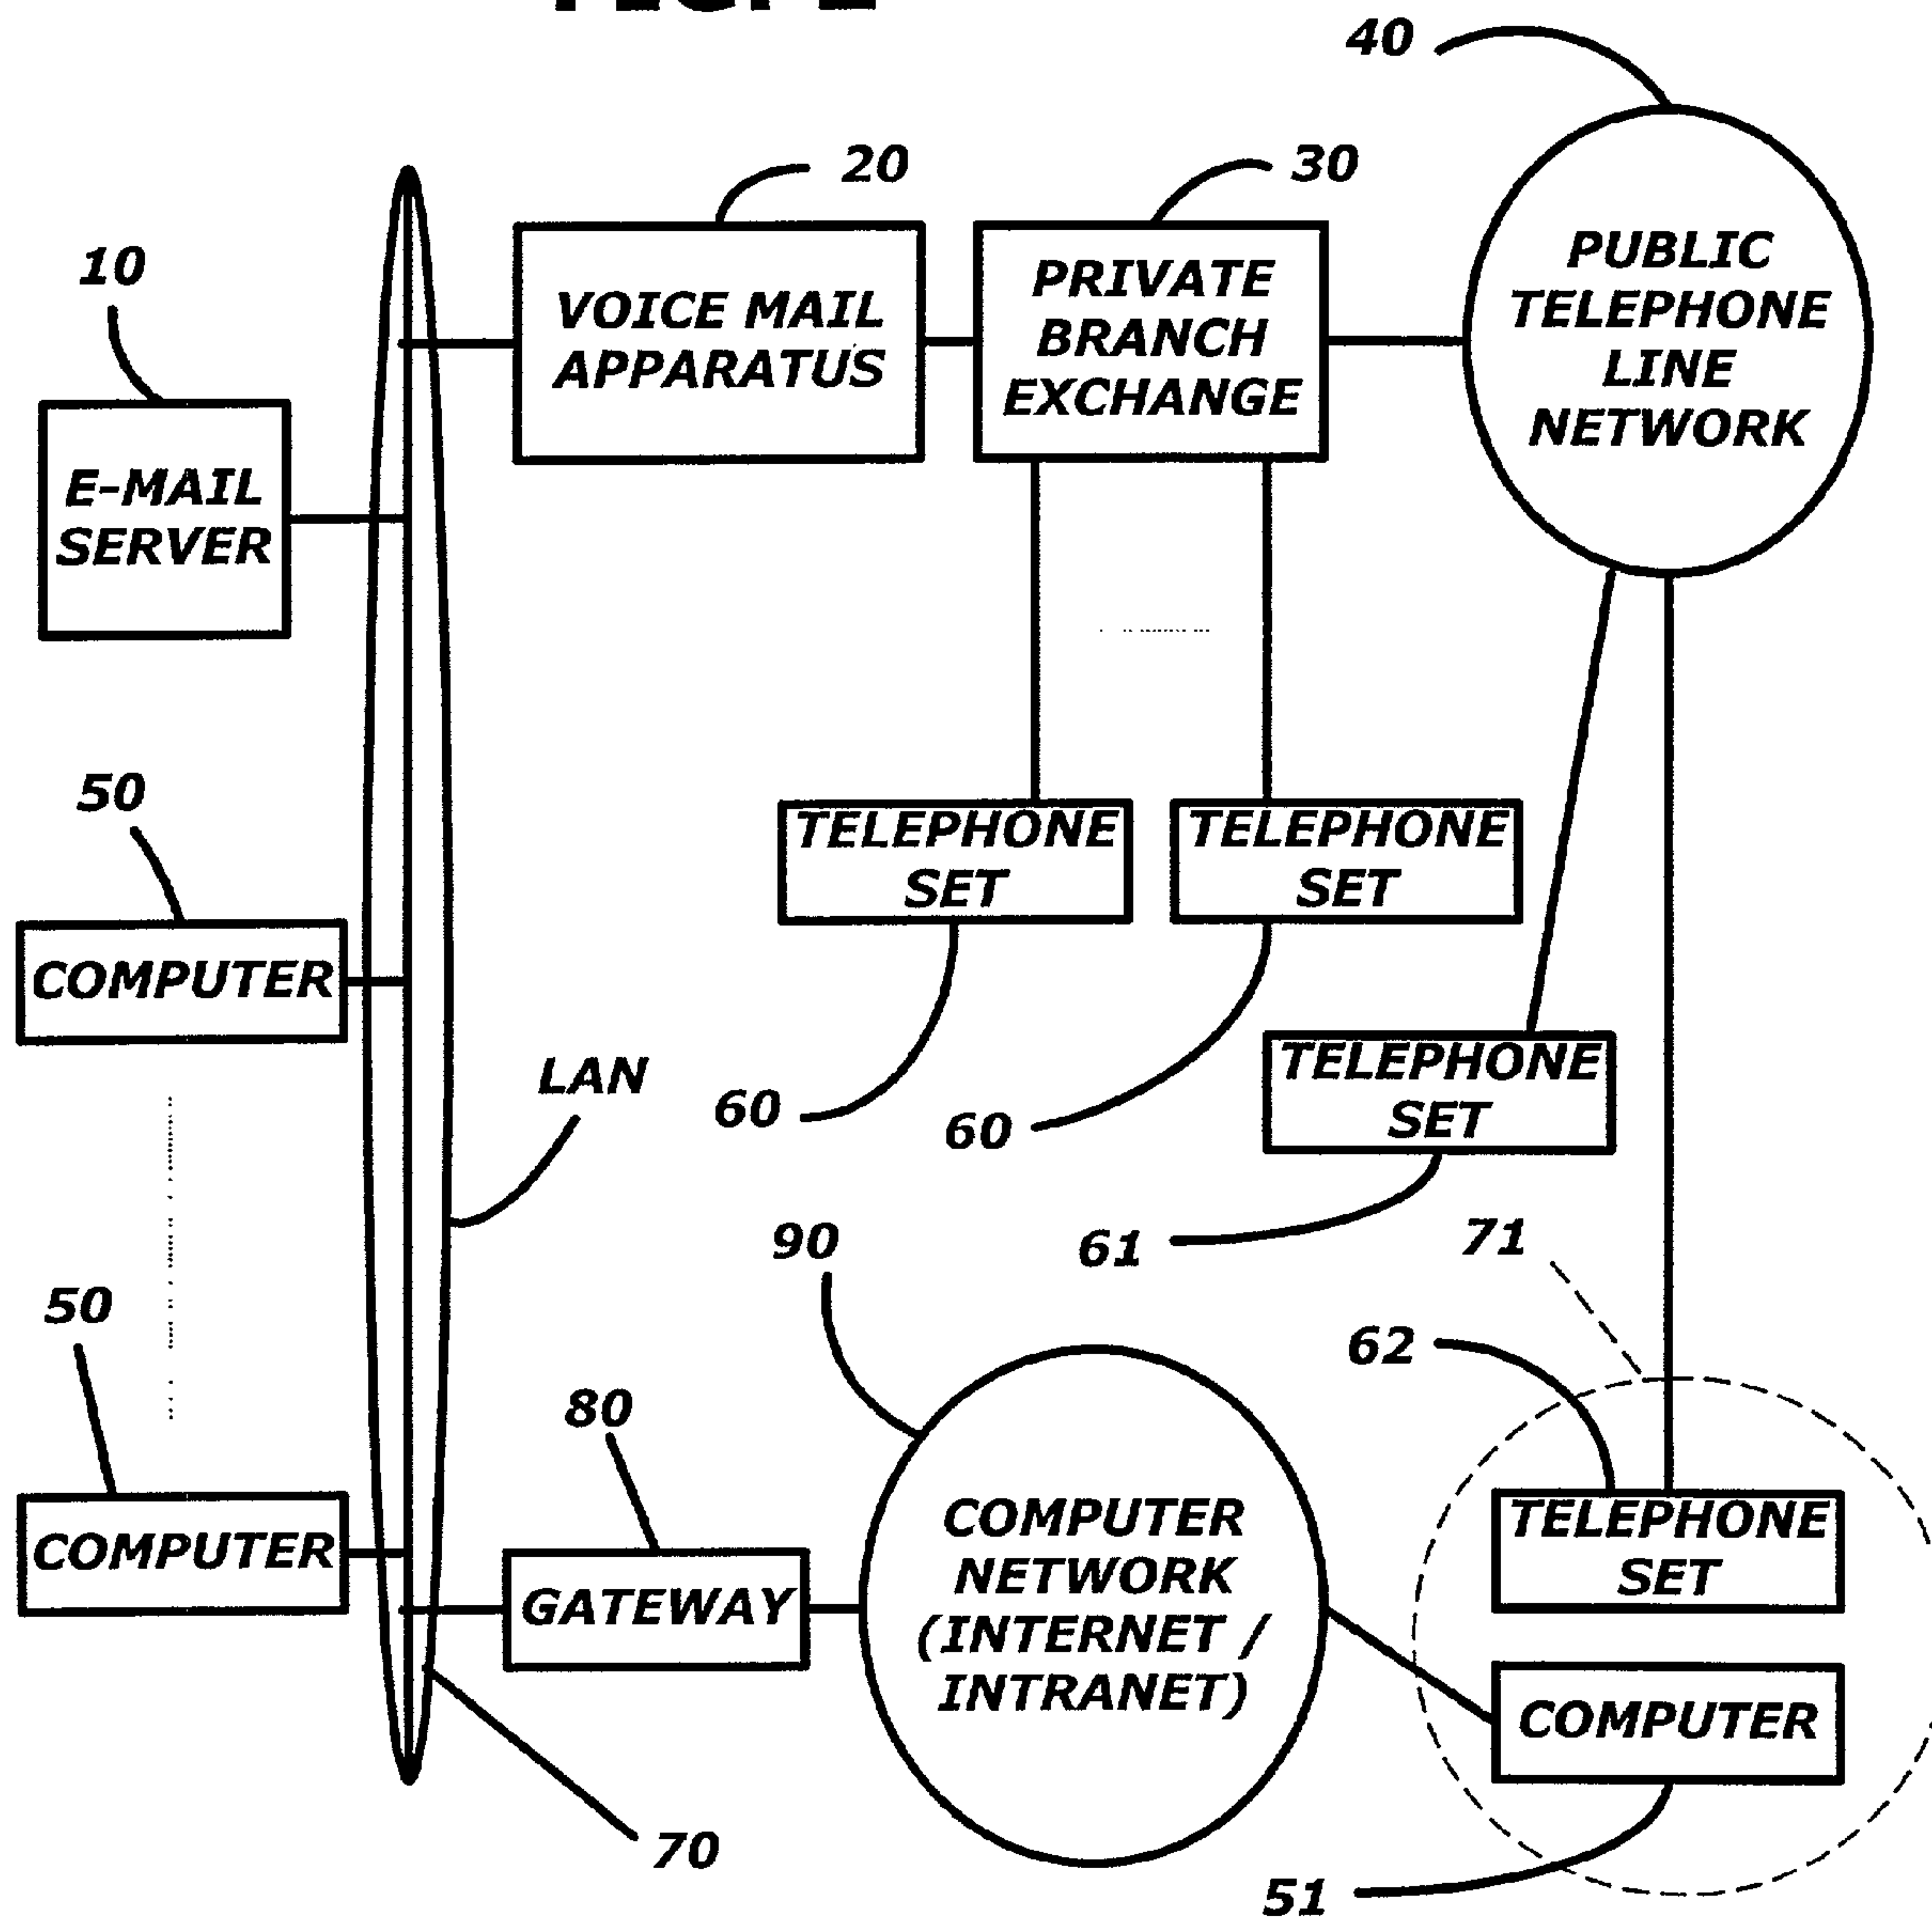 40
20
30
10
VOICE MAIL
APPARATUS
PRIVATE
BRANCH
EXCHANGE
PUBLIC
TELEPHONE
LINE
NETWORK
E-MAIL
SERVER
50
TELEPHONE
SET
TELEPHONE
SET
COMPUTER
LAN
60
60
TELEPHONE
SET
61
71
90
50
62
80
COMPUTER
GATEWAY
COMPUTER
NETWORK
(INTERNET /
INTRANET)
TELEPHONE
SET
COMPUTER
70
51